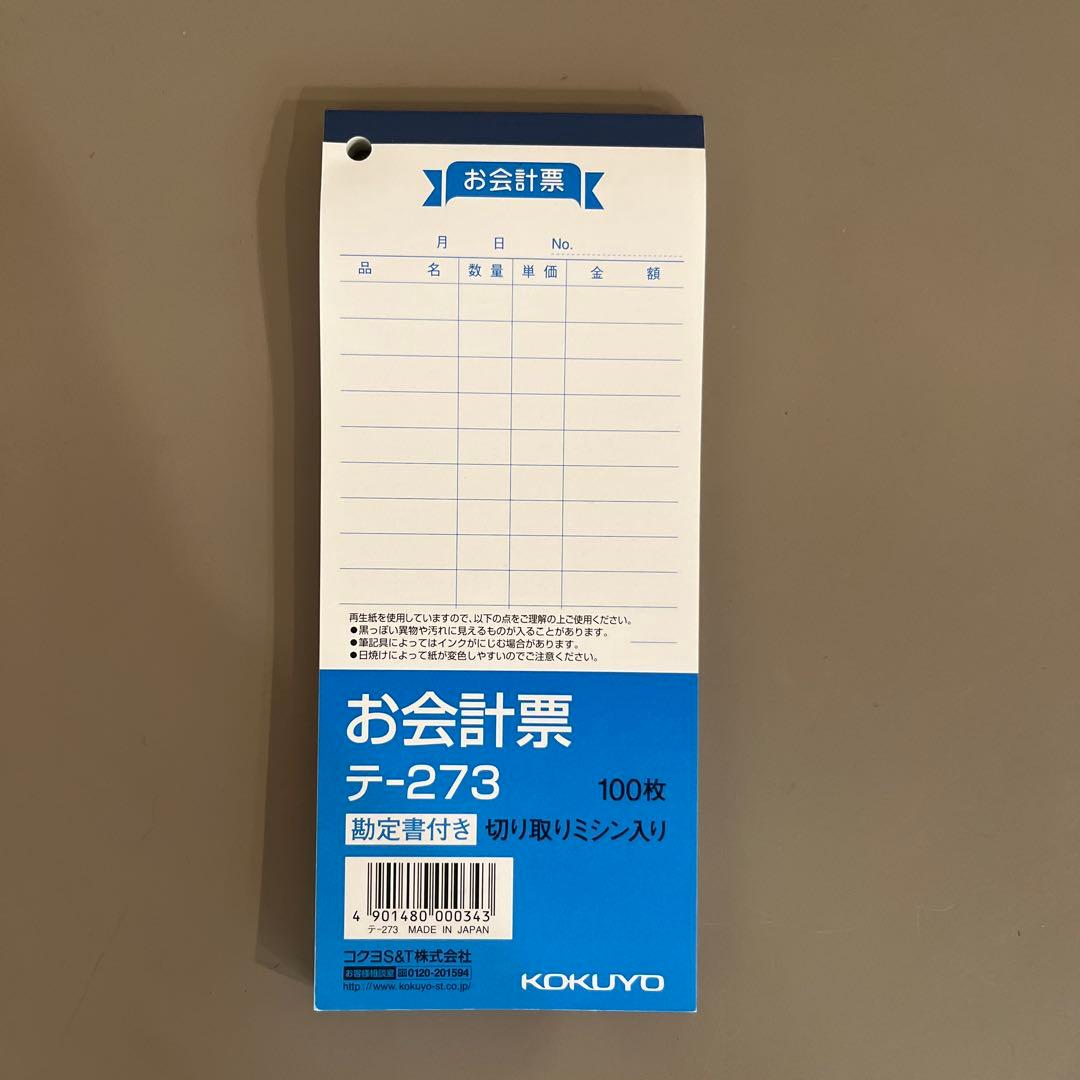 お会計票
月 日 No.
品 名 数量 単価 金 額
再生紙を使用していますので、以下の点をご理解の上ご使用ください。
●黒っぽい異物や汚れに見えるものが入ることがあります。
●筆記具によってはインクがにじむ場合があります。
●日焼けによって紙が変色しやすいのでご注意ください。
お会計票
テ-273 100枚
勘定書付き 切り取りミシン入り
4 901480 000343
テ-273 MADE IN JAPAN
コクヨS&T株式会社
お客様相談室 0120-201594
http://www.kokuyo-st.co.jp/
KOKUYO